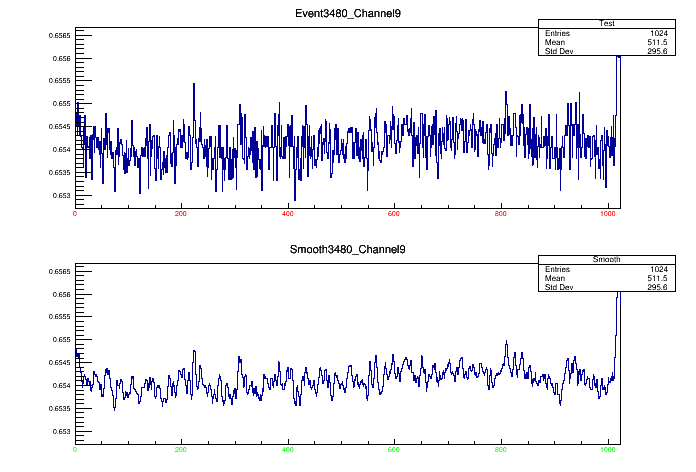 Event3480_Channel9
Test
Entries 1024
Mean 511.5
Std Dev 295.6
0.6565
0.656
0.6555
0.655
0.6545
0.654
0.6535
0.653
0 200 400 600 800 1000
Smooth3480_Channel9
Smooth
Entries 1024
Mean 511.5
Std Dev 295.6
0.6565
0.656
0.6555
0.655
0.6545
0.654
0.6535
0.653
0 200 400 600 800 1000